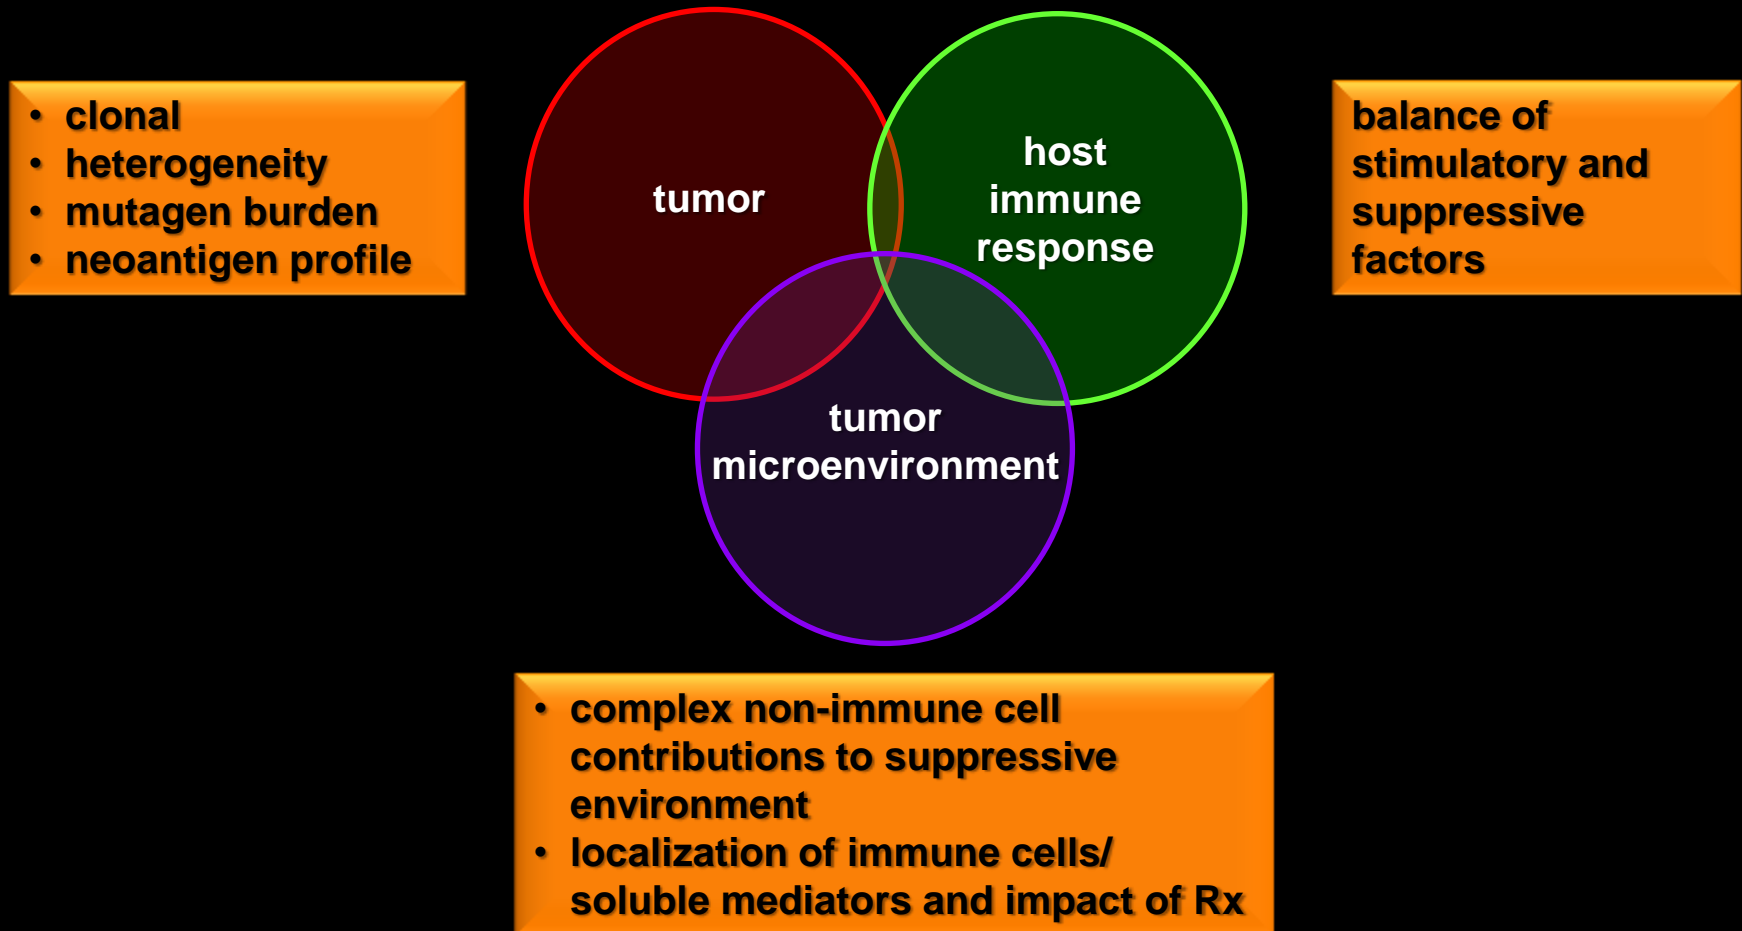 • clonal
• heterogeneity
• mutagen burden
• neoantigen profile
tumor
host
immune
response
balance of
stimulatory and
suppressive
factors
tumor
microenvironment
• complex non-immune cell
contributions to suppressive
environment
• localization of immune cells/
soluble mediators and impact of Rx